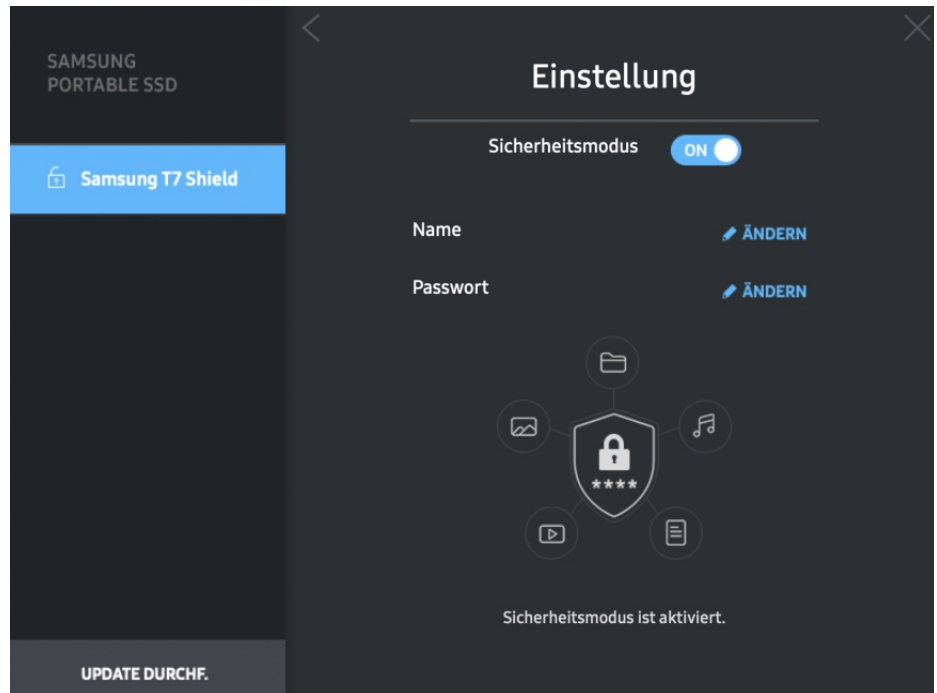 SAMSUNG
PORTABLE SSD
Samsung T7 Shield
UPDATE DURCHF.
Einstellung
Sicherheitsmodus ON
Name ÄNDERN
Passwort ÄNDERN
****
Sicherheitsmodus ist aktiviert.